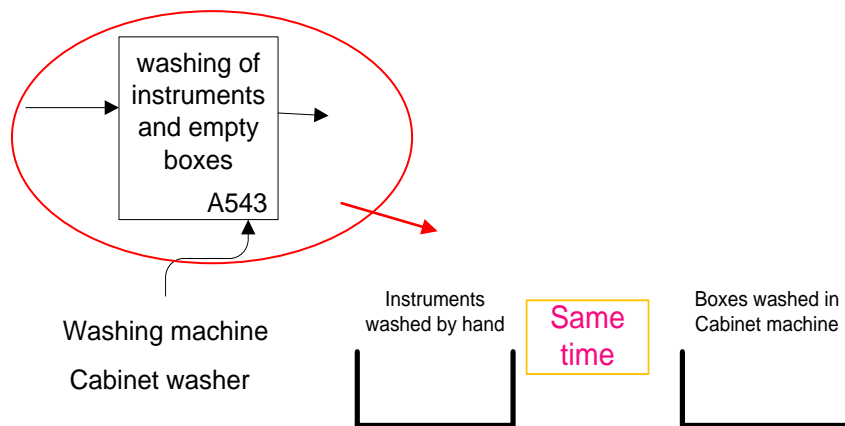 washing of
instruments
and empty
boxes
A543
Washing machine
Cabinet washer
Instruments
washed by hand
Same
time
Boxes washed in
Cabinet machine